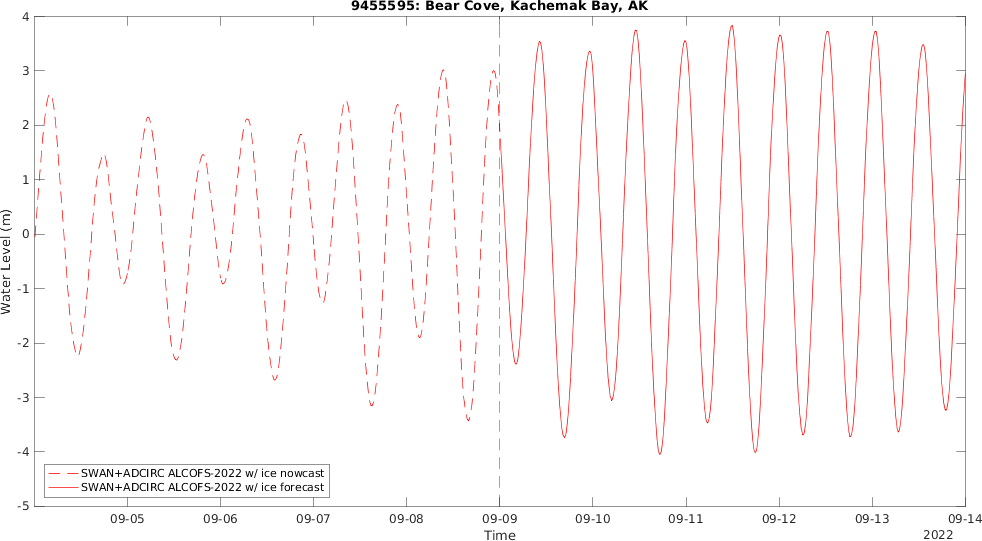 9455595: Bear Cove, Kachemak Bay, AK
4
3
2
1
0
-1
-2
-3
-4
-5
Water Level (m)
SWAN+ADCIRC ALCOFS-2022 w/ ice nowcast
SWAN+ADCIRC ALCOFS-2022 w/ ice forecast
09-05 09-06 09-07 09-08 09-09 09-10 09-11 09-12 09-13 09-14
Time
2022